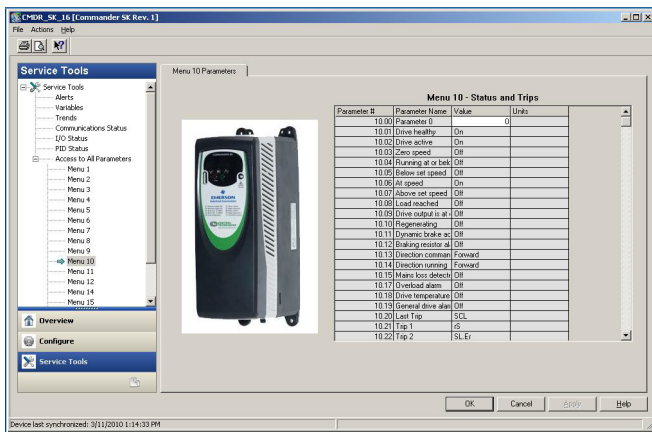 CMDR_SK_16 [Commander SK Rev. 1]
File Actions Help
Service Tools
Service Tools
Alerts
Variables
Trends
Communications Status
I/O Status
PID Status
Access to All Parameters
Menu 1
Menu 2
Menu 3
Menu 4
Menu 5
Menu 6
Menu 7
Menu 8
Menu 9
Menu 10
Menu 11
Menu 12
Menu 14
Menu 15
Overview
Configure
Service Tools
Menu 10 Parameters
EMERSON
Menu 10 - Status and Trips
Parameter # Parameter Name Value Units
10.00 Parameter 0 0
10.01 Drive healthy On
10.02 Drive active On
10.03 Zero speed Off
10.04 Running at or belo Off
10.05 Below set speed Off
10.06 At speed On
10.07 Above set speed Off
10.08 Load reached Off
10.09 Drive output is at Off
10.10 Regenerating Off
10.11 Dynamic brake ac Off
10.12 Braking resistor al Off
10.13 Direction comman Forward
10.14 Direction running Forward
10.15 Mains loss detecti Off
10.17 Overload alarm Off
10.18 Drive temperature Off
10.19 General drive alar Off
10.20 Last Trip SCL
10.21 Trip 1 rS
10.22 Trip 2 SL.Er
OK Cancel Apply Help
Device last synchronized: 3/11/2010 1:14:33 PM